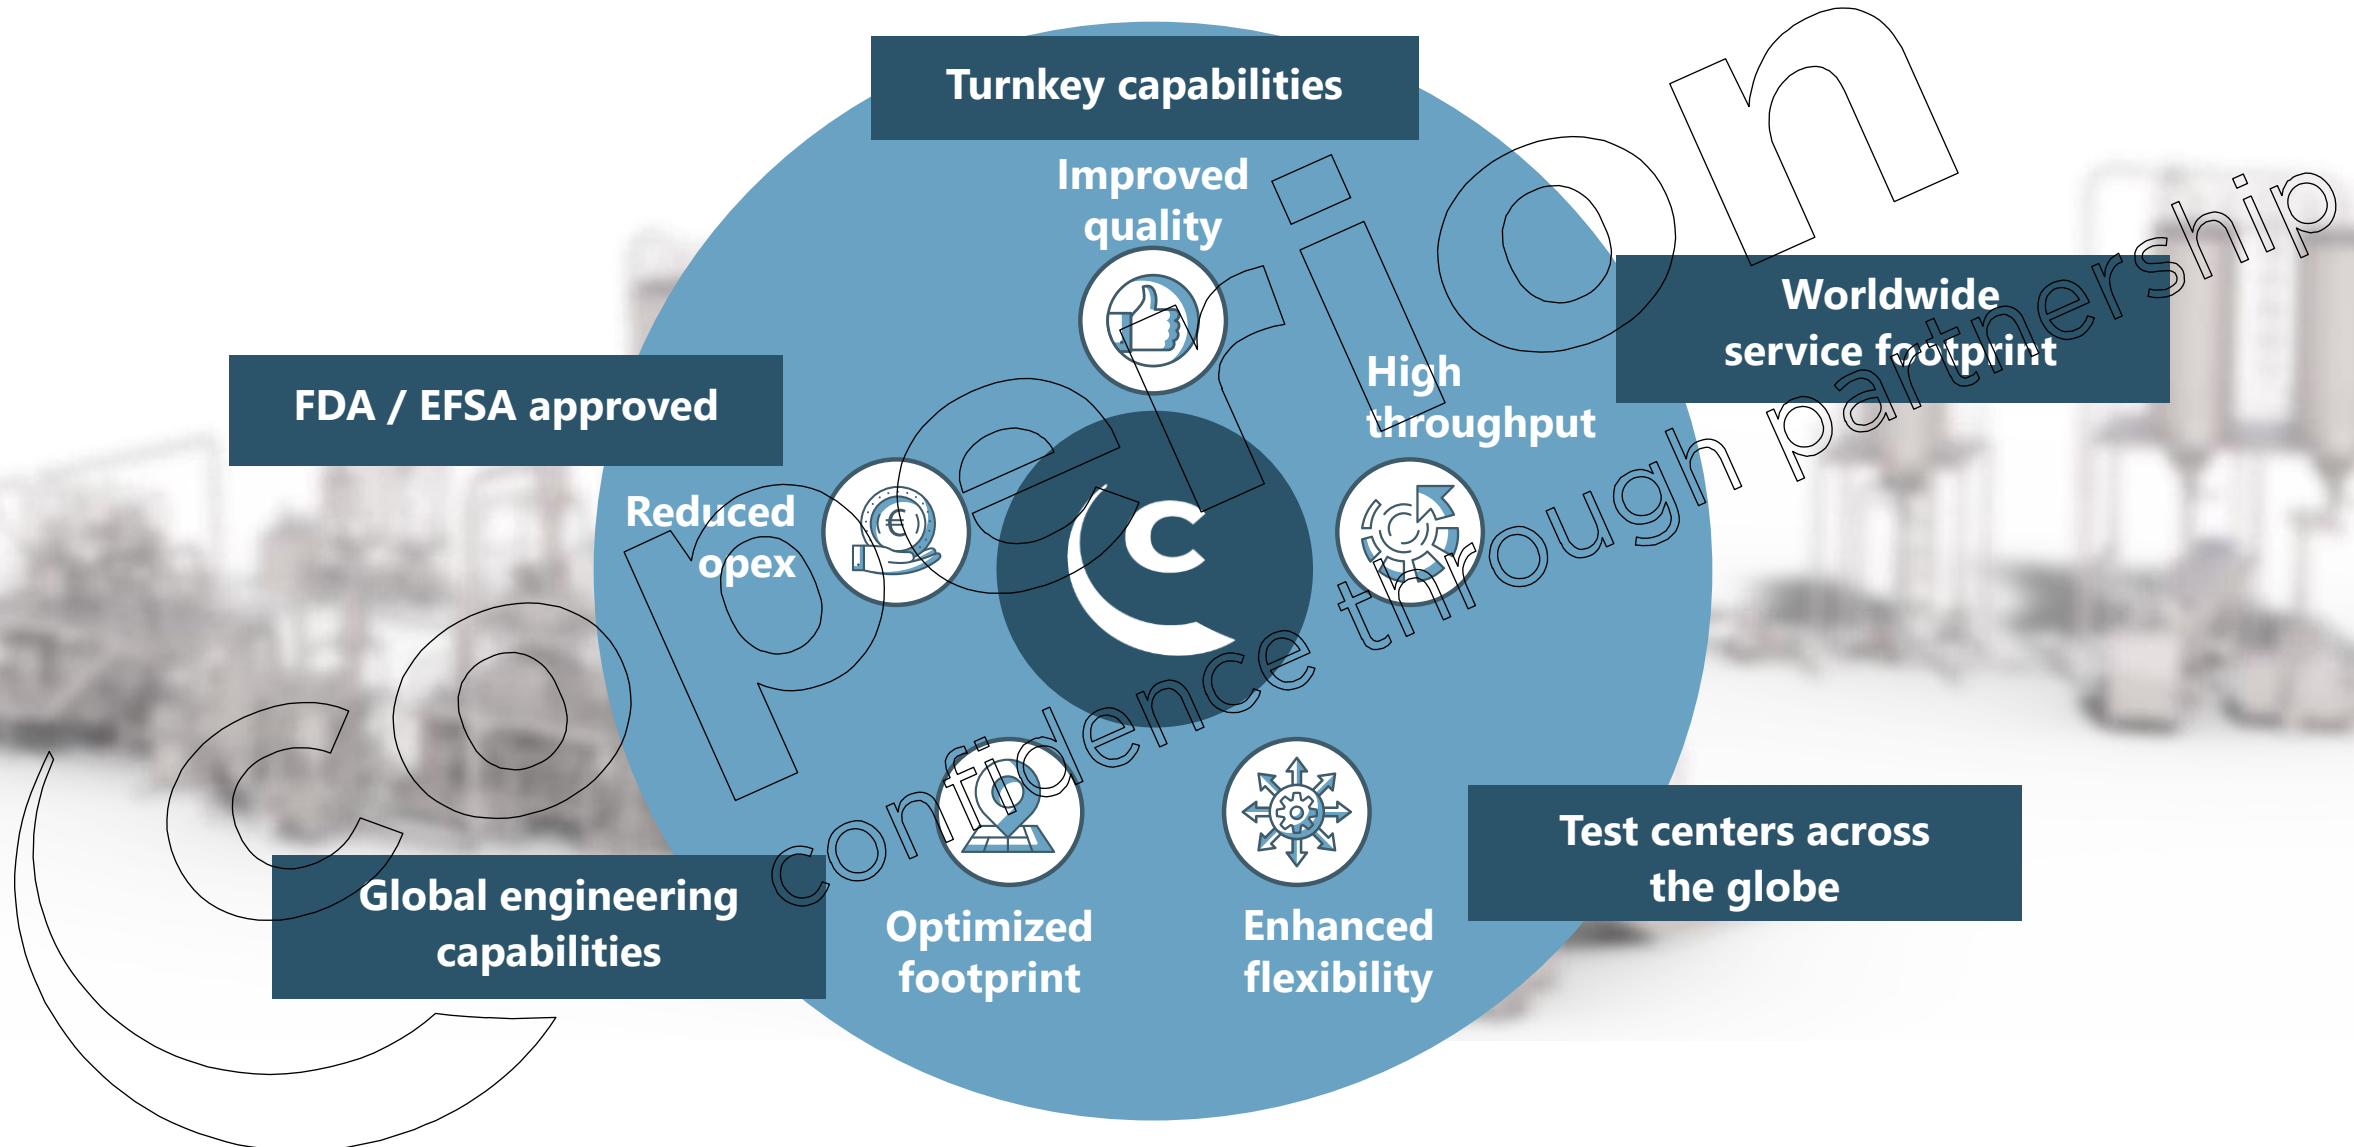 Turnkey capabilities
Improved
quality
Worldwide
service footprint
High
throughput
FDA / EFSA approved
Reduced
opex
Optimized
footprint
Enhanced
flexibility
Global engineering
capabilities
Test centers across
the globe
coperion
confidence through partnership
C